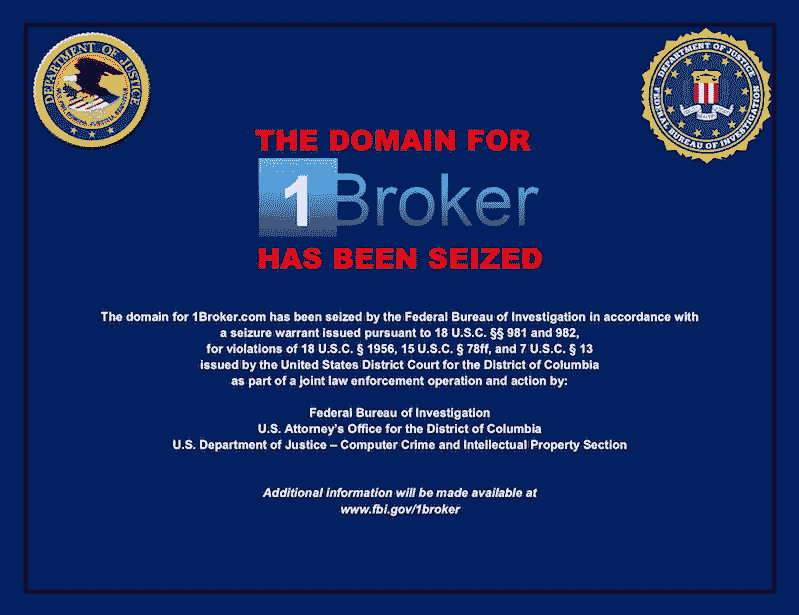 DEPARTMENT OF JUSTICE
DEPARTMENT OF JUSTICE
FEDERAL BUREAU OF INVESTIGATION
THE DOMAIN FOR
1Broker
HAS BEEN SEIZED
The domain for 1Broker.com has been seized by the Federal Bureau of Investigation in accordance with
a seizure warrant issued pursuant to 18 U.S.C. §§ 981 and 982,
for violations of 18 U.S.C. § 1956, 15 U.S.C. § 78ff, and 7 U.S.C. § 13
issued by the United States District Court for the District of Columbia
as part of a joint law enforcement operation and action by:
Federal Bureau of Investigation
U.S. Attorney's Office for the District of Columbia
U.S. Department of Justice – Computer Crime and Intellectual Property Section
Additional information will be made available at
www.fbi.gov/1broker